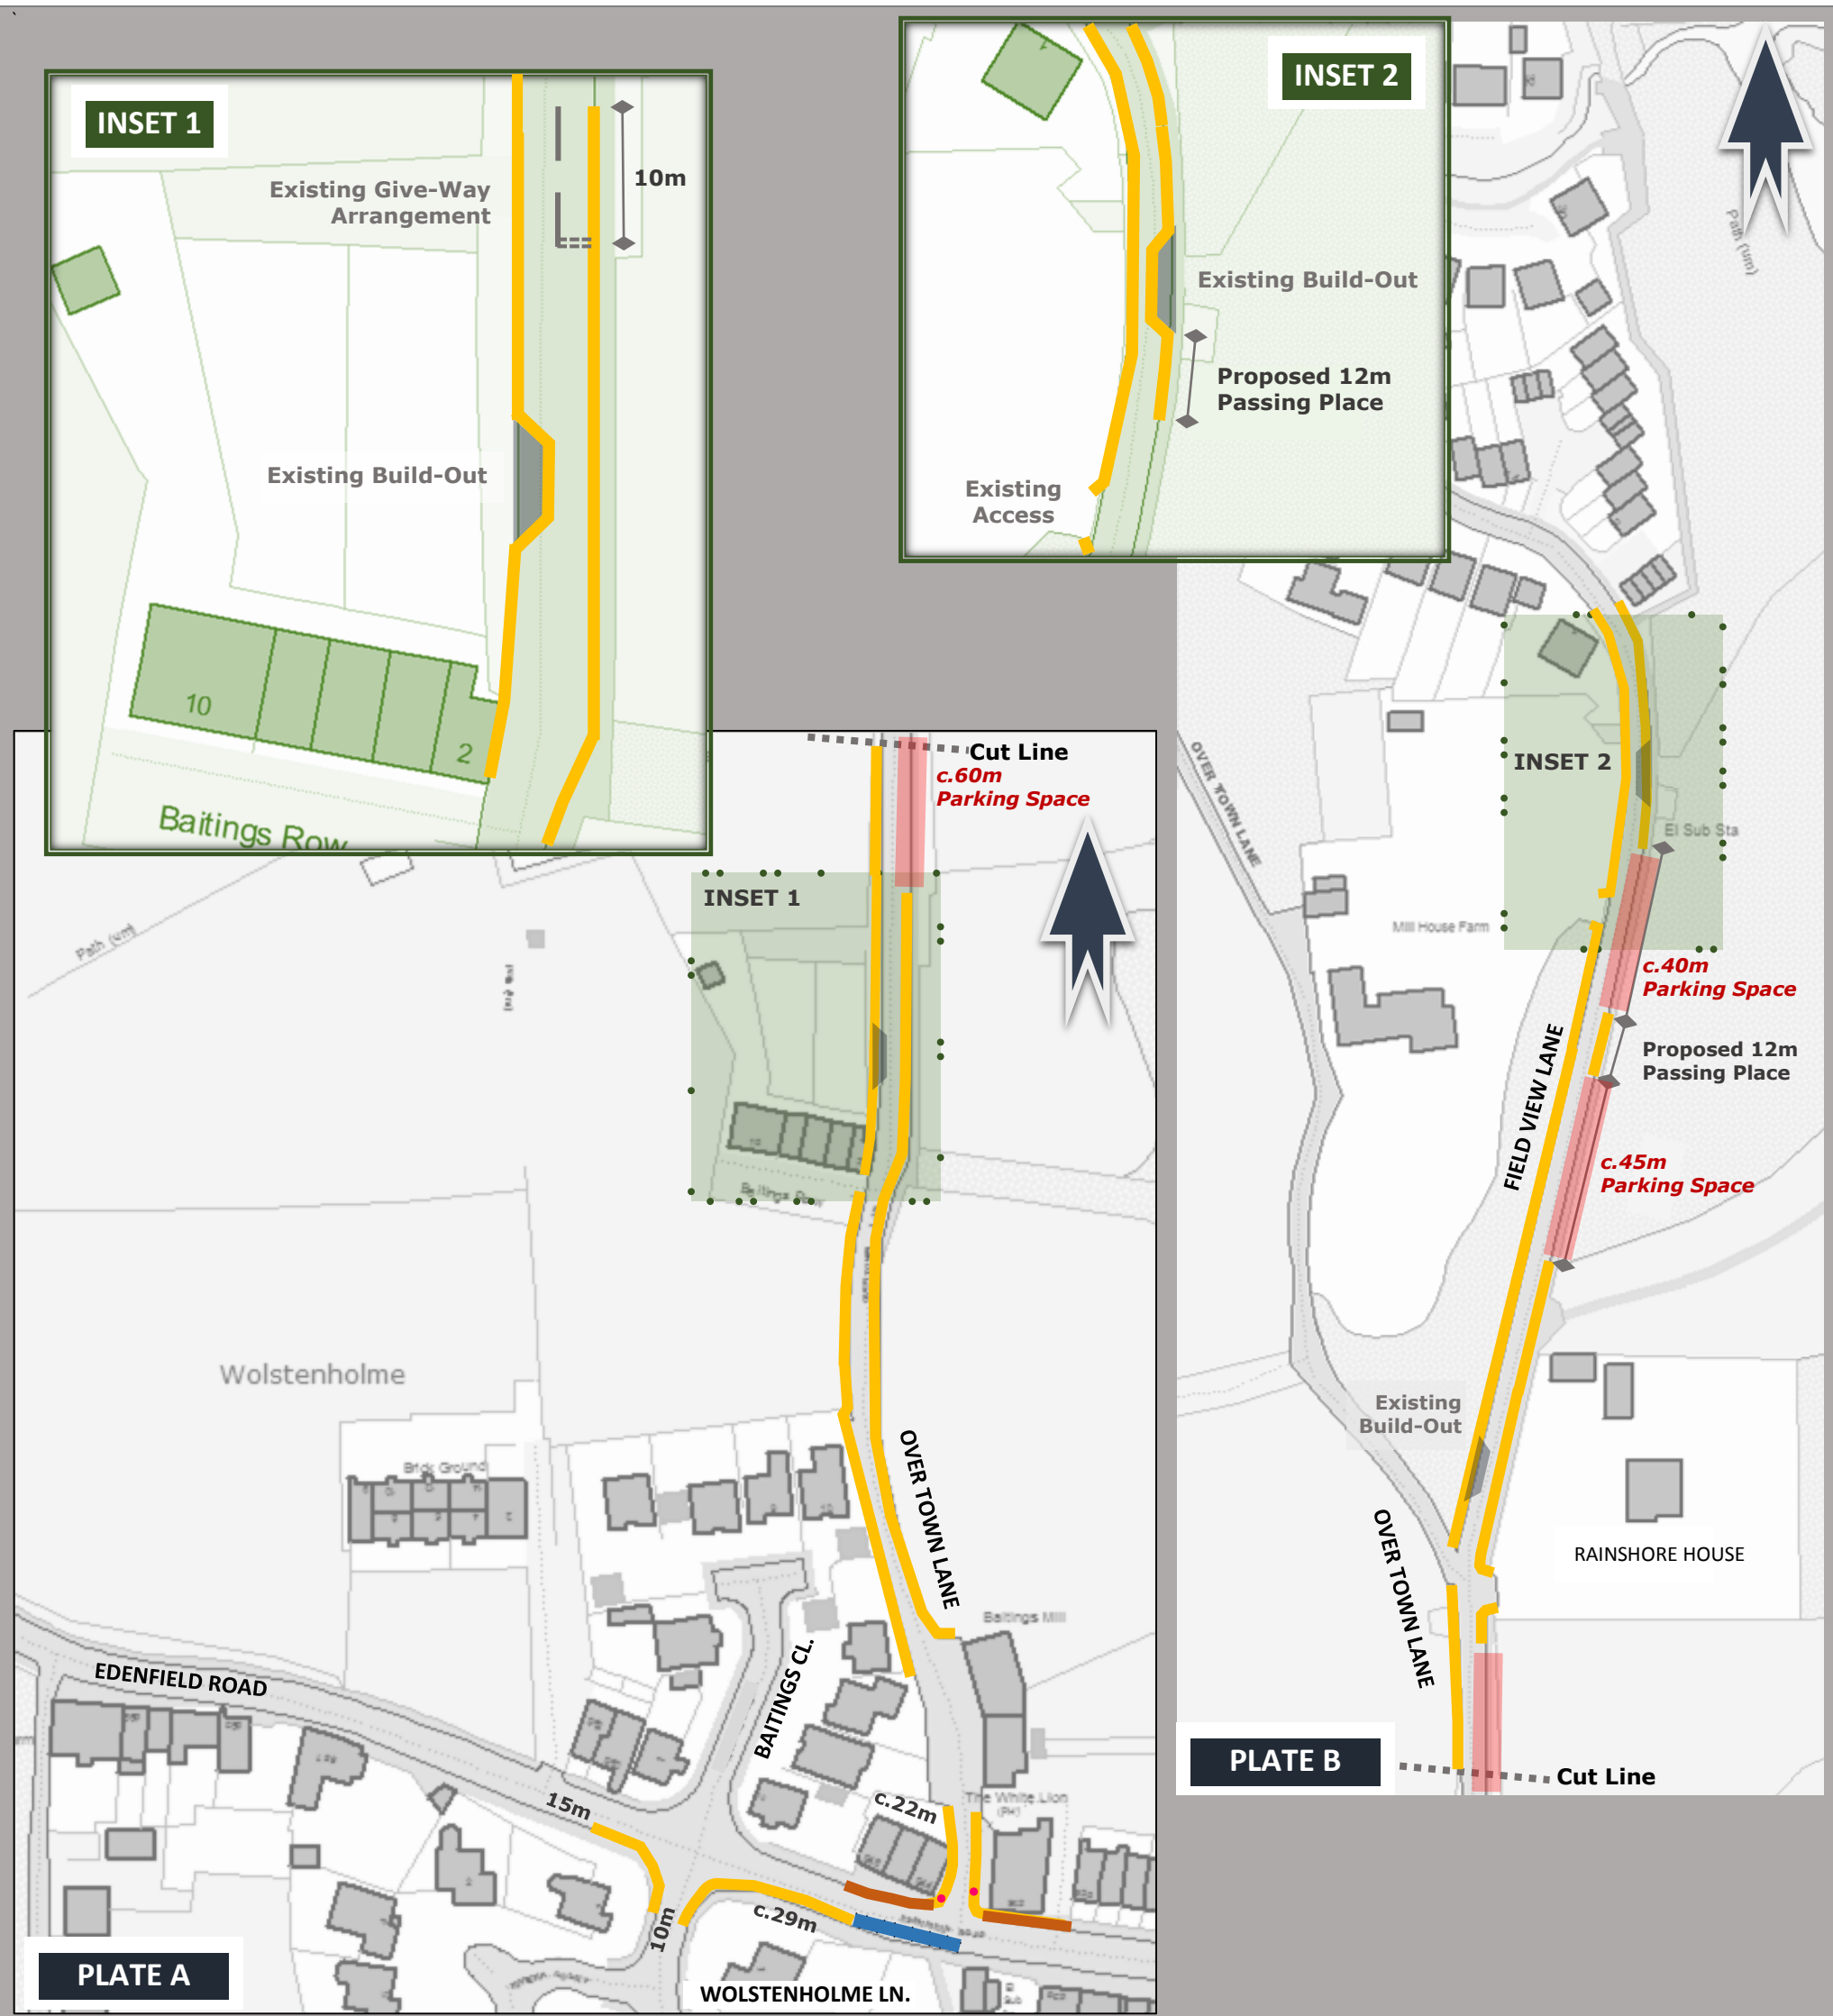 INSET 1
Existing Give-Way
Arrangement
10m
Existing Build-Out
10
2
Baitings Row
INSET 2
Existing Build-Out
Proposed 12m
Passing Place
Existing
Access
Path (um)
Cut Line
c.60m
Parking Space
INSET 1
Path (um)
Baitings Row
Wolstenholme
Brick Ground
OVER TOWN LANE
Baitings Mill
EDENFIELD ROAD
BAITINGS CL.
15m
c.22m
The White Lion
(PH)
c.29m
10m
WOLSTENHOLME LN.
PLATE A
OVER TOWN LANE
INSET 2
El Sub Sta
Mill House Farm
c.40m
Parking Space
Proposed 12m
Passing Place
FIELD VIEW LANE
c.45m
Parking Space
Existing
Build-Out
OVER TOWN LANE
RAINSHORE HOUSE
PLATE B
Cut Line